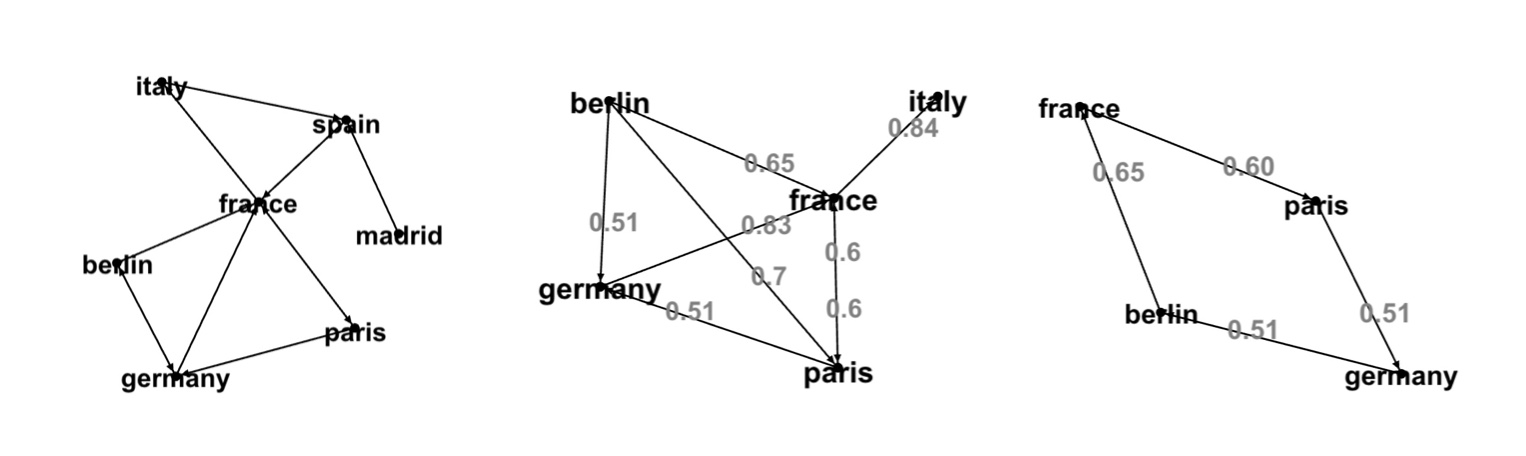 italy
spain
france
madrid
berlin
paris
germany
berlin
italy
0.84
0.65
france
0.51
0.83
0.6
0.7
germany
0.51
0.6
paris
france
0.65
0.60
paris
berlin
0.51
0.51
germany